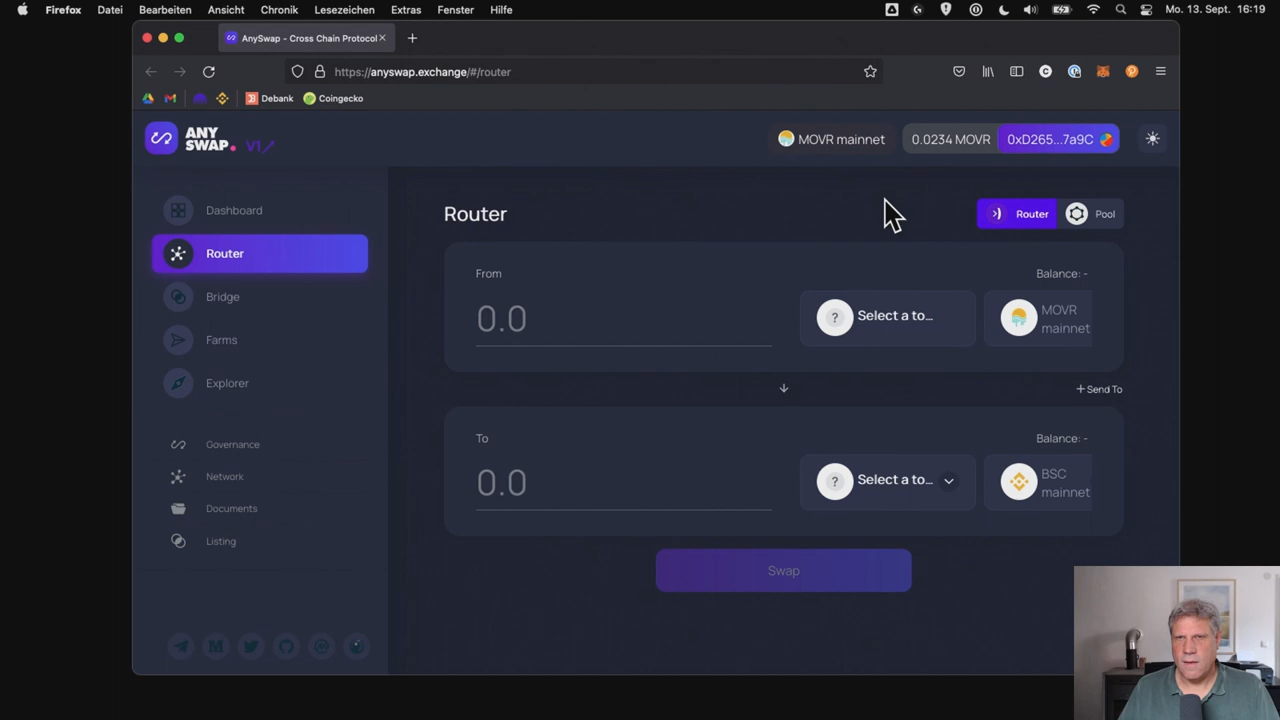 Firefox Datei Bearbeiten Ansicht Chronik Lesezeichen Extras Fenster Hilfe Mo. 13. Sept. 16:19
AnySwap - Cross Chain Protocol
https://anyswap.exchange/#/router
Debank Coingecko
ANY
SWAP. V1
MOVR mainnet 0.0234 MOVR 0xD265...7a9C
Dashboard
Router
Bridge
Farms
Explorer
Governance
Network
Documents
Listing
Router
Router Pool
From Balance: -
0.0 Select a to... MOVR
mainnet
+ Send To
To Balance: -
0.0 Select a to... BSC
mainnet
Swap